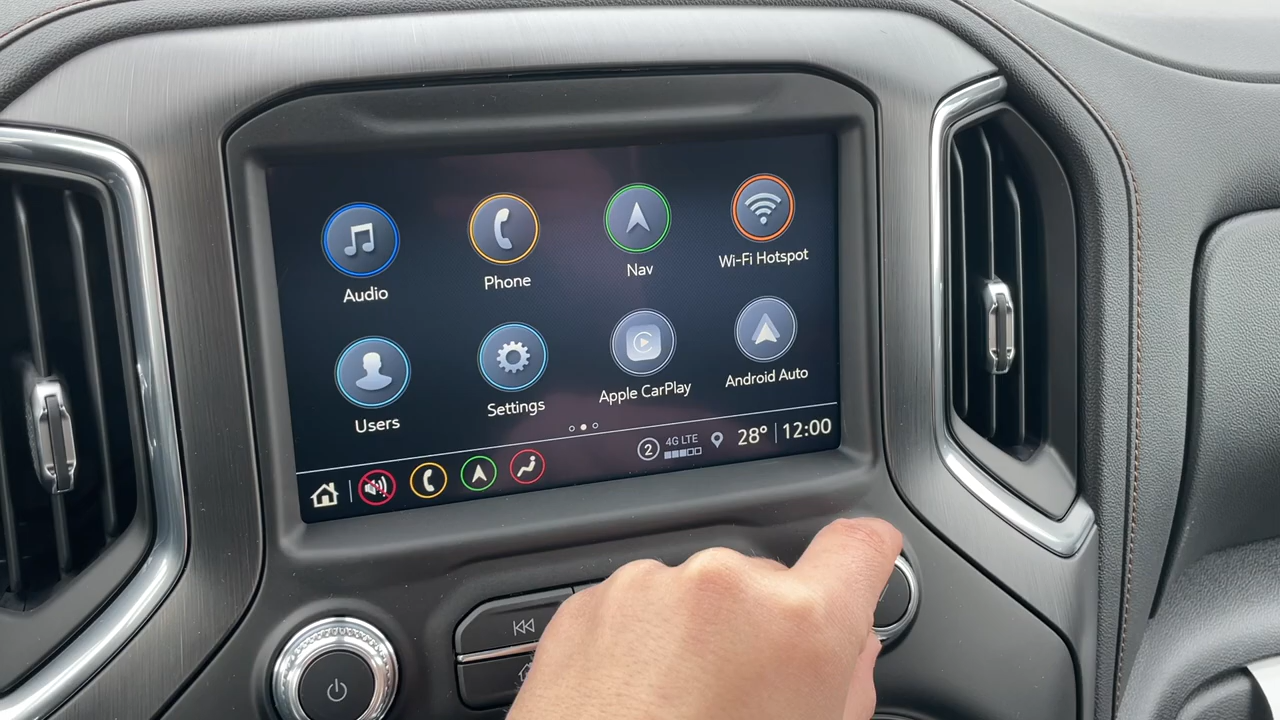 Audio
Phone
Nav
Wi-Fi Hotspot
Users
Settings
Apple CarPlay
Android Auto
2
4G LTE
28°
12:00